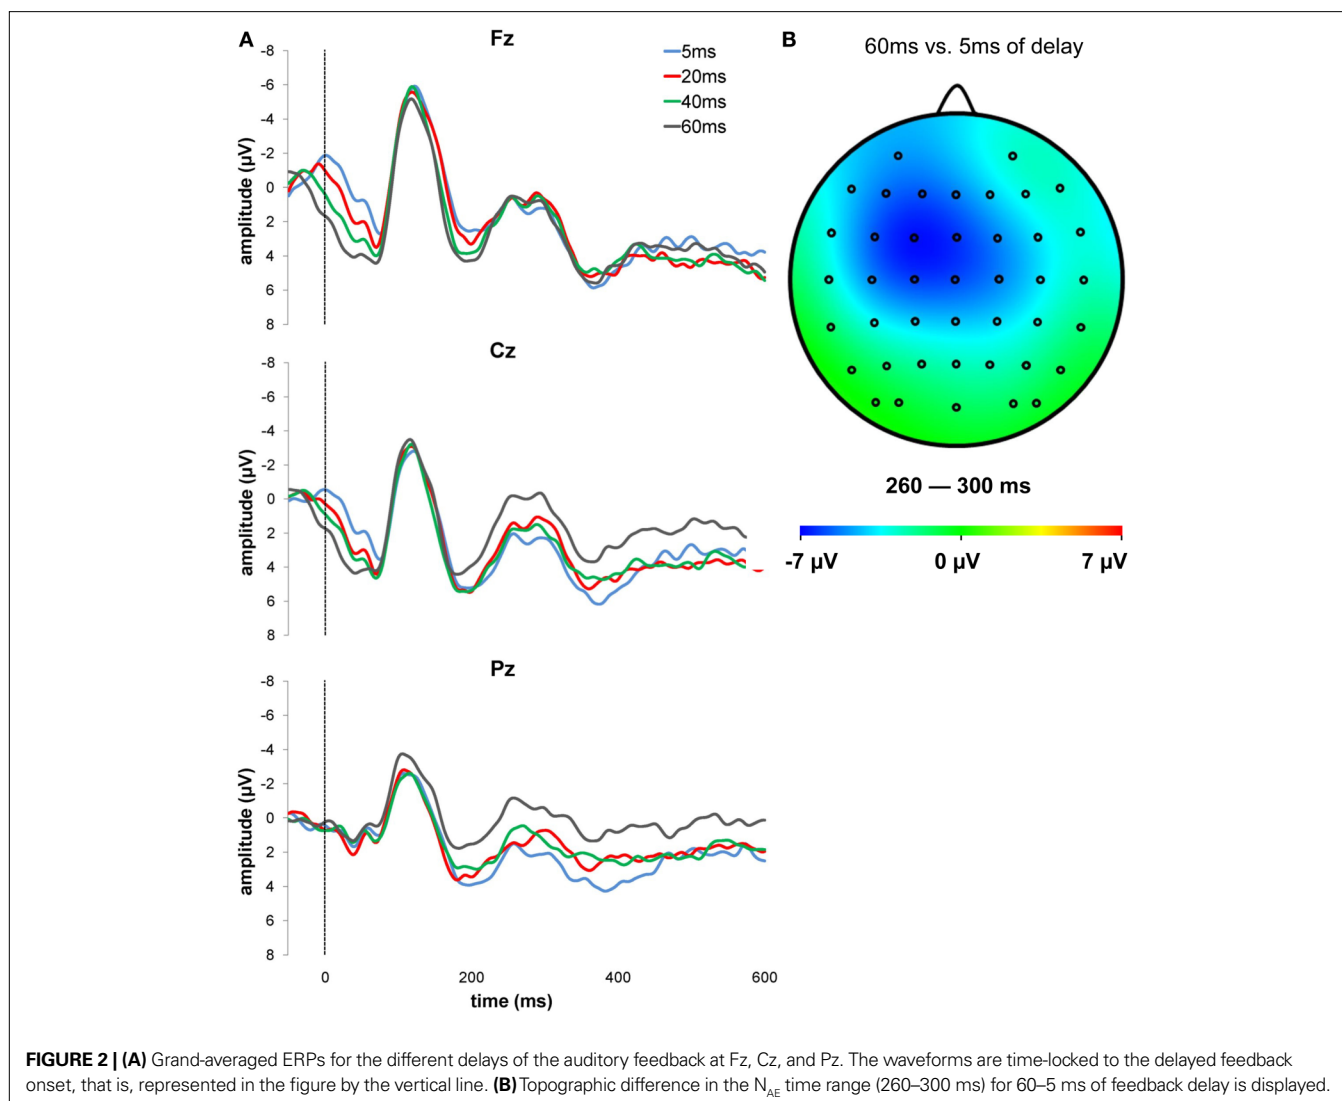 A
Fz
5ms
20ms
40ms
60ms
-8
-6
-4
-2
0
2
4
6
8
amplitude (µV)
Cz
-8
-6
-4
-2
0
2
4
6
8
amplitude (µV)
Pz
-8
-6
-4
-2
0
2
4
6
8
amplitude (µV)
0 200 400 600
time (ms)
B
60ms vs. 5ms of delay
260 — 300 ms
-7 µV 0 µV 7 µV
FIGURE 2 | (A) Grand-averaged ERPs for the different delays of the auditory feedback at Fz, Cz, and Pz. The waveforms are time-locked to the delayed feedback
onset, that is, represented in the figure by the vertical line. (B) Topographic difference in the NAE time range (260–300 ms) for 60–5 ms of feedback delay is displayed.